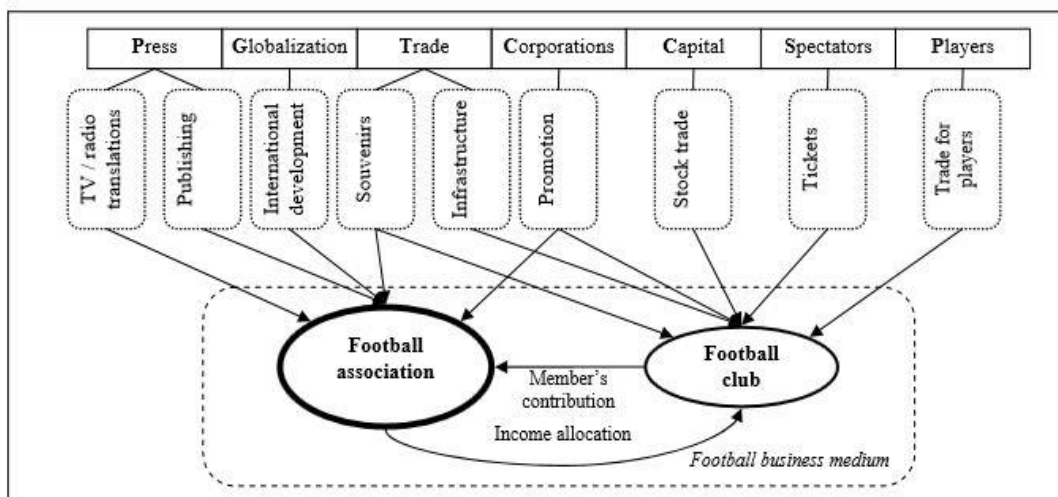 Press Globalization Trade Corporations Capital Spectators Players
TV / radio
translations
Publishing
International
development
Souvenirs
Infrastructure
Promotion
Stock trade
Tickets
Trade for
players
Football
association
Football
club
Member's
contribution
Income allocation
Football business medium